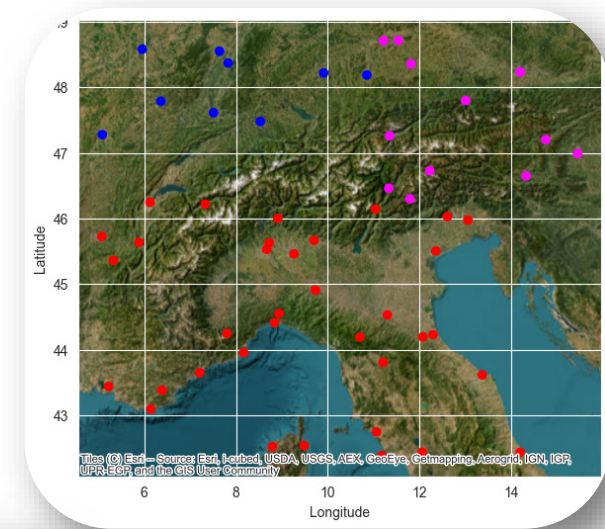 49
48
47
46
45
44
43
Latitude
Tiles (C) Esri -- Source: Esri, i-cubed, USDA, USGS, AEX, GeoEye, Getmapping, Aerogrid, IGN, IGP,
UPR-EGP, and the GIS User Community
6 8 10 12 14
Longitude